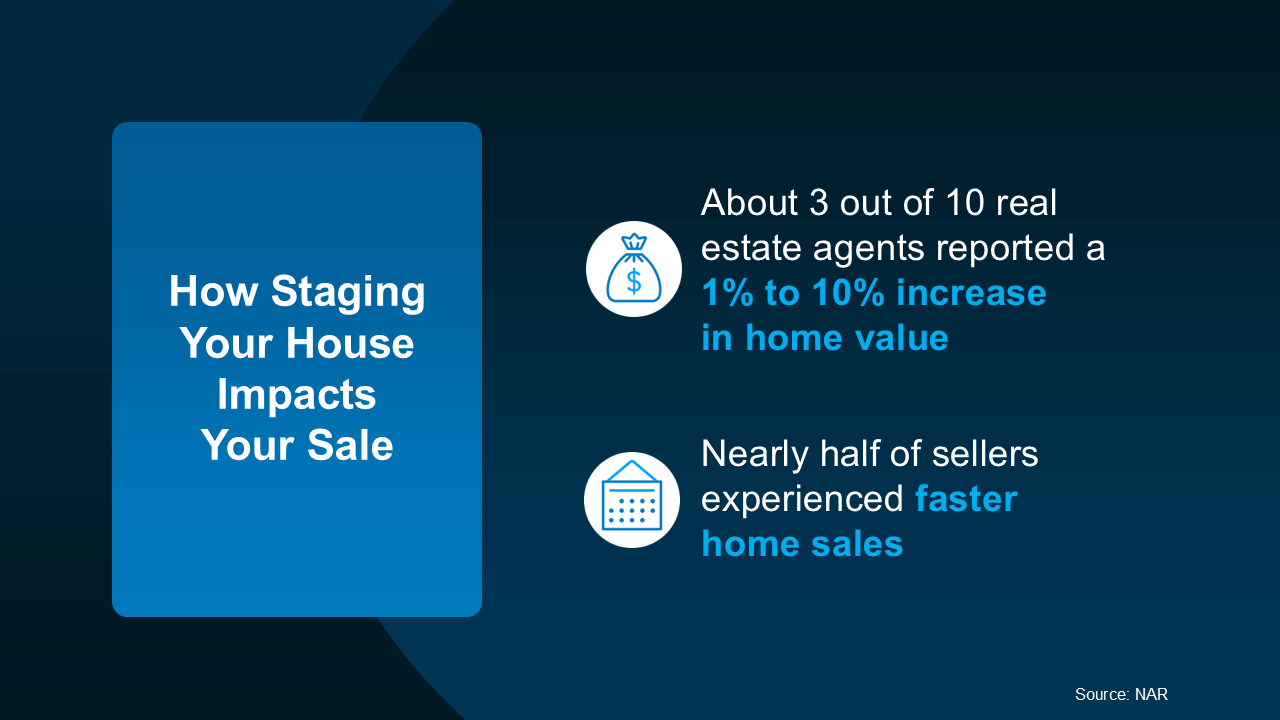 How Staging
Your House
Impacts
Your Sale
About 3 out of 10 real
estate agents reported a
1% to 10% increase
in home value
$
Nearly half of sellers
experienced faster
home sales
Source: NAR